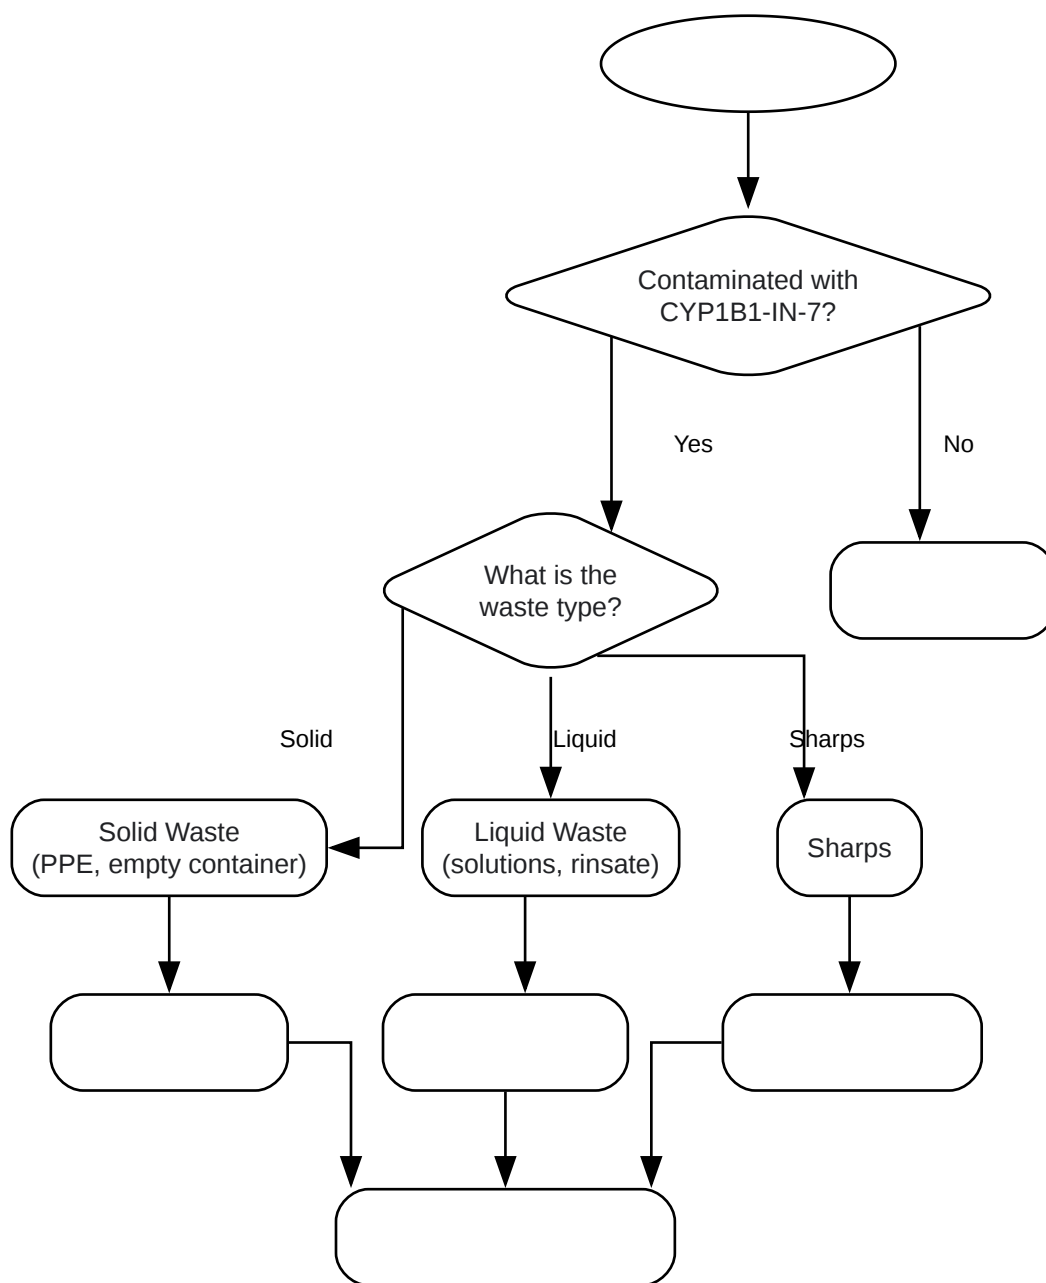 Contaminated with
CYP1B1-IN-7?
Yes
No
What is the
waste type?
Solid
Liquid
Sharps
Solid Waste
(PPE, empty container)
Liquid Waste
(solutions, rinsate)
Sharps